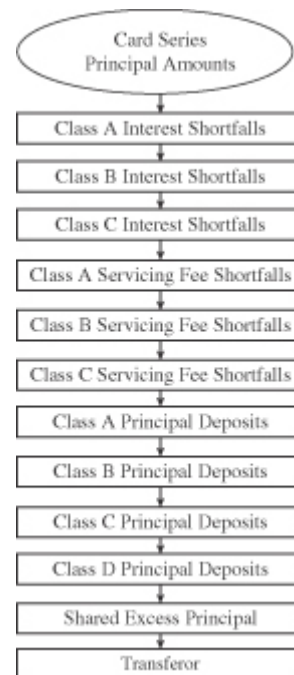 Card Series
Principal Amounts
Class A Interest Shortfalls
Class B Interest Shortfalls
Class C Interest Shortfalls
Class A Servicing Fee Shortfalls
Class B Servicing Fee Shortfalls
Class C Servicing Fee Shortfalls
Class A Principal Deposits
Class B Principal Deposits
Class C Principal Deposits
Class D Principal Deposits
Shared Excess Principal
Transferor